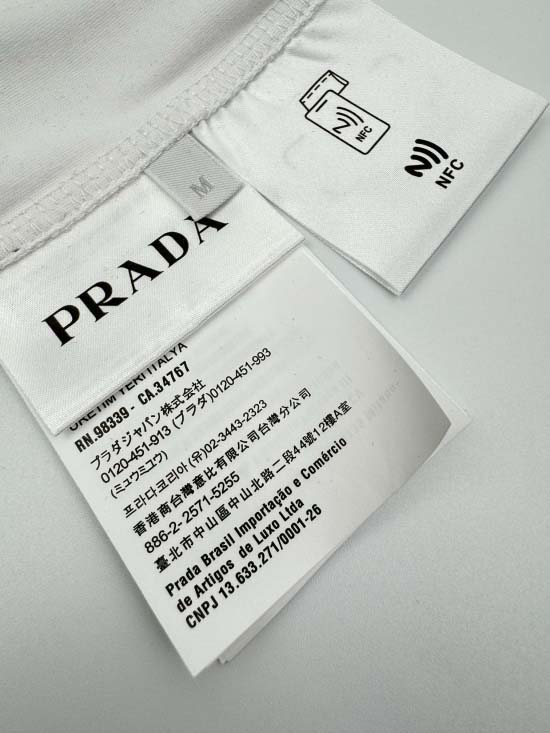 NFC
NFC
M
PRADA
ÜRETİM YERİ İTALYA
RN.98339 - CA.34767
プラダジャパン株式会社
0120-451-913 (プラダ)0120-451-993
(ミュウミュウ)
프라다코리아(유)02-3443-2323
香港商台灣意比有限公司台灣分公司
886-2- 2571-5255
臺北市中山區中山北路二段44號12樓A室
Prada Brasil Importação e Comércio
de Artigos de Luxo Ltda
CNPJ 13.633.271/0001-26